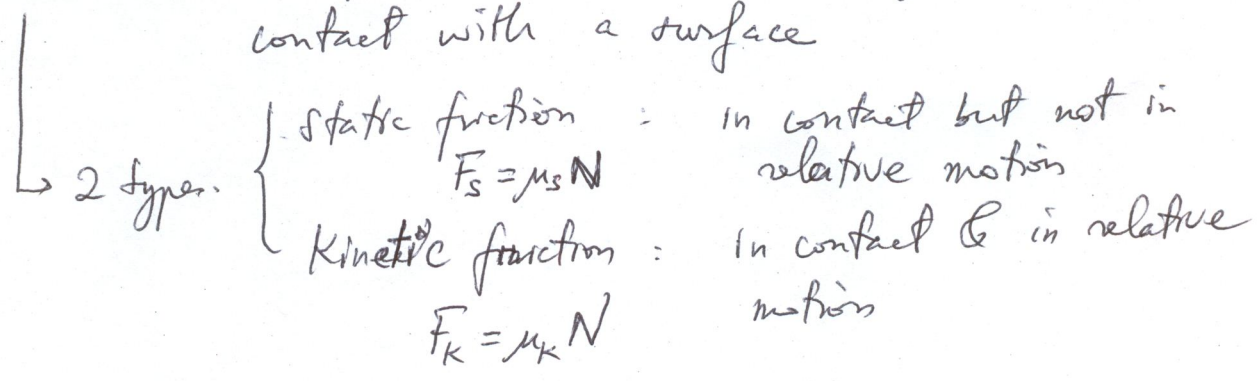 contact with a surface
2 types. { static friction : in contact but not in
Fs = μs N relative motion
Kinetic friction : in contact & in relative
Fk = μk N motion